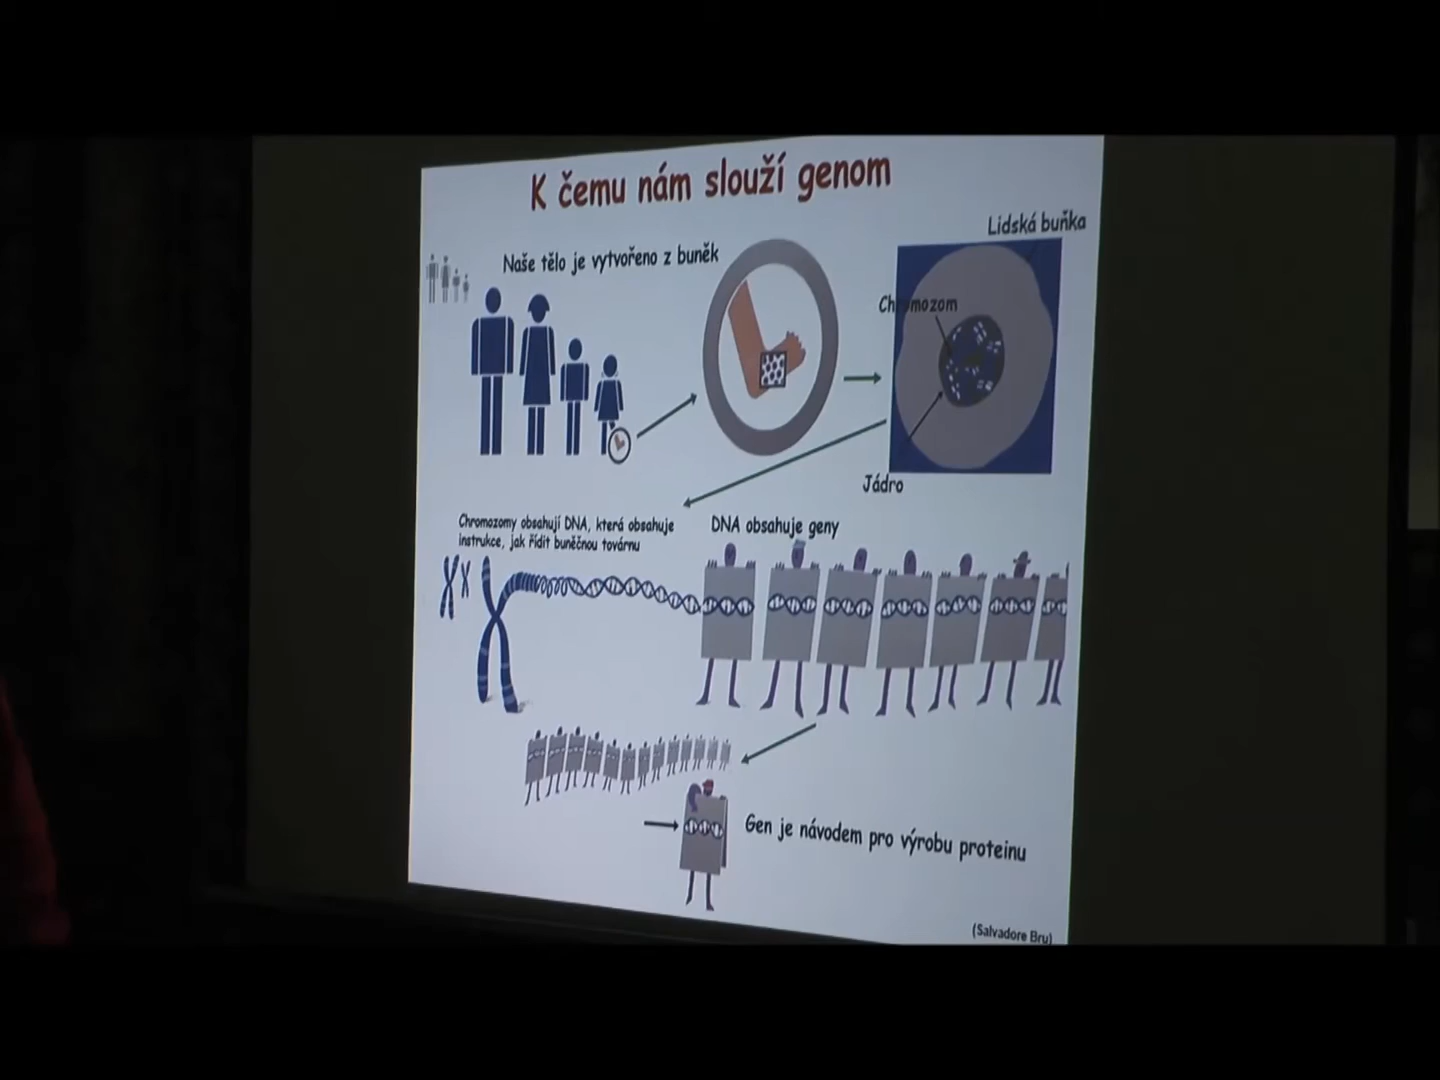 K čemu nám slouží genom
Lidská buňka
Naše tělo je vytvořeno z buněk
Chromozom
Jádro
Chromozomy obsahují DNA, která obsahuje
instrukce, jak řídit buněčnou továrnu
DNA obsahuje geny
Gen je návodem pro výrobu proteinu
(Salvadore Bru)